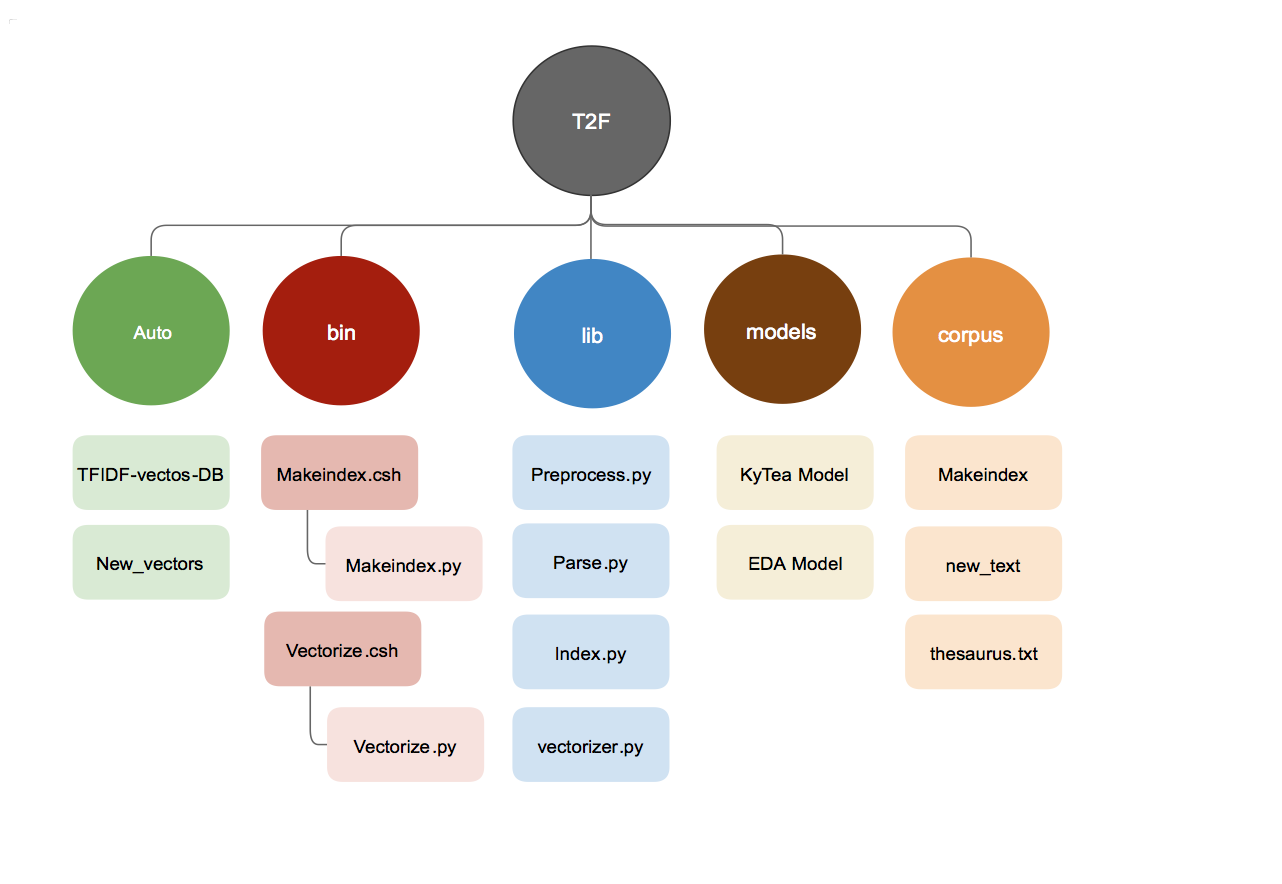 T2F
Auto
bin
lib
models
corpus
TFIDF-vectos-DB
Makeindex.csh
Preprocess.py
KyTea Model
Makeindex
New_vectors
Makeindex.py
Parse.py
EDA Model
new_text
Vectorize.csh
Index.py
thesaurus.txt
Vectorize.py
vectorizer.py